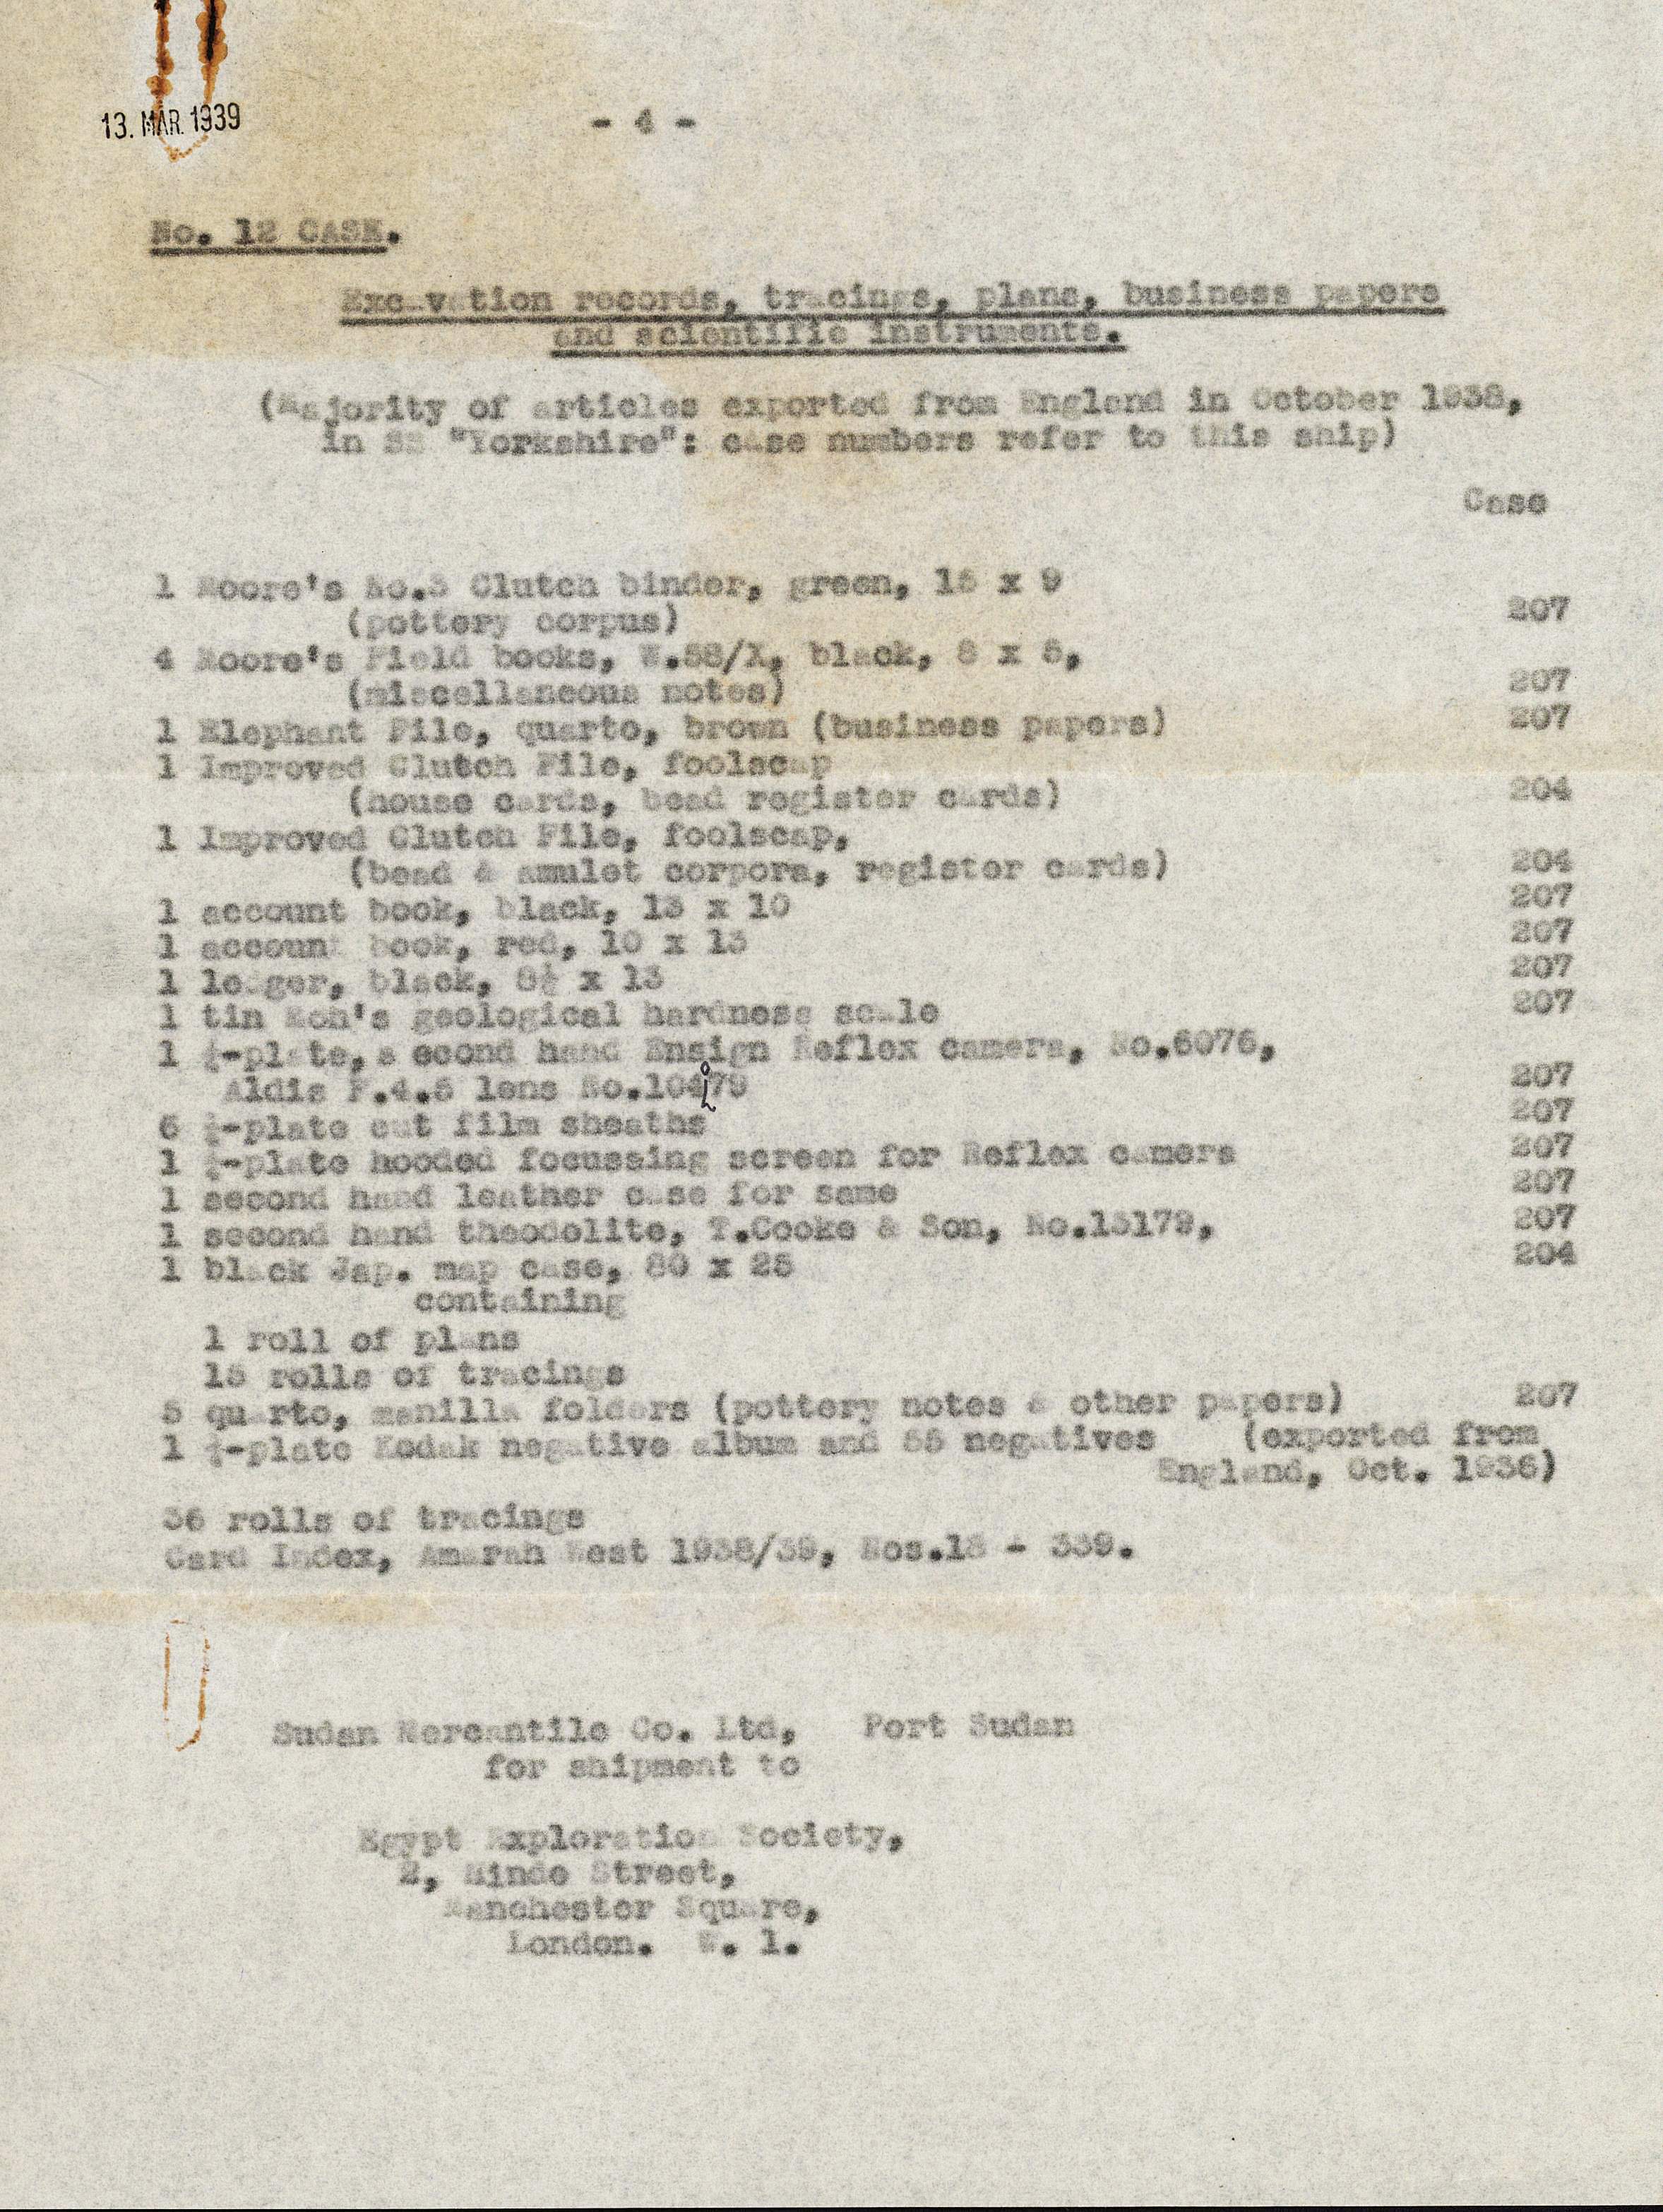 13. MAR. 1939
- 4 -
No. 12 CASE.
Excavation records, tracings, plans, business papers
and scientific instruments.
(Majority of articles exported from England in October 1938,
in SS "Yorkshire": case numbers refer to this ship)
Case
1 Moore's No.3 Clutch binder, green, 15 x 9
(pottery corpus) 207
4 Moore's Field books, W.58/X, black, 8 x 5,
(miscellaneous notes) 207
1 Elephant File, quarto, brown (business papers) 207
1 Improved Clutch File, foolscap
(house cards, bead register cards) 204
1 Improved Clutch File, foolscap,
(bead & amulet corpora, register cards) 204
1 account book, black, 13 x 10 207
1 account book, red, 10 x 13 207
1 ledger, black, 8½ x 13 207
1 tin Moh's geological hardness scale 207
1 ¼-plate, s econd hand Ensign Reflex camera, No.6076,
Aldis F.4.5 lens No.10479 207
6 ¼-plate cut film sheaths 207
1 ¼-plate hooded focussing screen for Reflex camera 207
1 second hand leather case for same 207
1 second hand theodolite, T.Cooke & Son, No.13179, 207
1 black Jap. map case, 80 x 25 204
containing
1 roll of plans
15 rolls of tracings
5 quarto, manilla folders (pottery notes & other papers) 207
1 ¼-plate Kodak negative album and 55 negatives (exported from
England, Oct. 1936)
36 rolls of tracings
Card Index, Amarah West 1938/39, Nos.13 - 339.
Sudan Mercantile Co. Ltd, Port Sudan
for shipment to
Egypt Exploration Society,
2, Hinde Street,
Manchester Square,
London. W. 1.